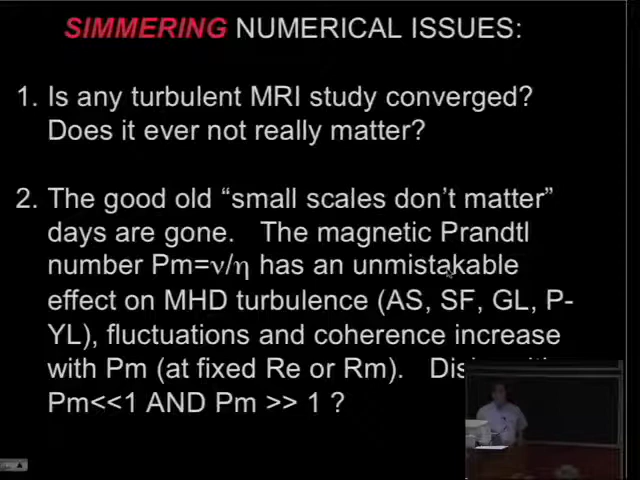 SIMMERING NUMERICAL ISSUES:
1. Is any turbulent MRI study converged?
Does it ever not really matter?
2. The good old “small scales don’t matter”
days are gone. The magnetic Prandtl
number Pm=ν/η has an unmistakable
effect on MHD turbulence (AS, SF, GL, P-
YL), fluctuations and coherence increase
with Pm (at fixed Re or Rm).
Pm<<1 AND Pm >> 1 ?